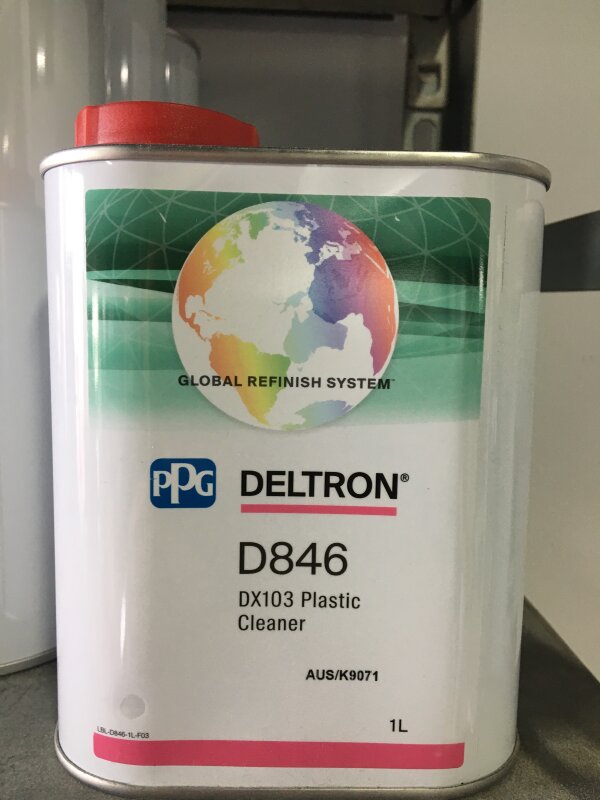 GLOBAL REFINISH SYSTEM™
PPG DELTRON®
D846
DX103 Plastic
Cleaner
AUS/K9071
1L
LBL-D846-1L-F03